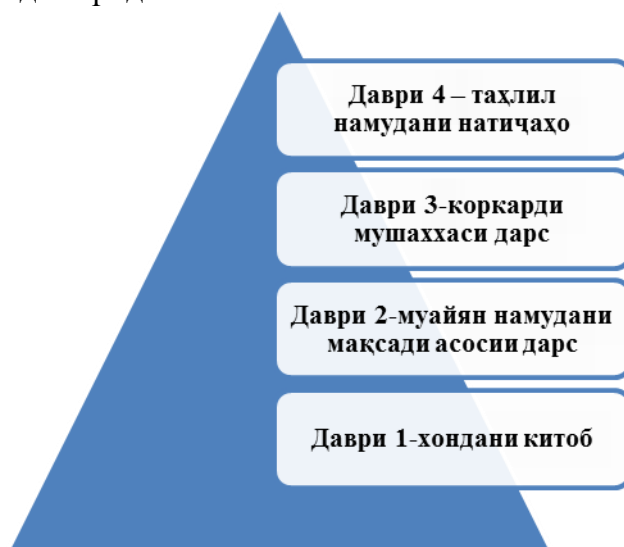 Даври 4 – таҳлил
намудани натиҷаҳо
Даври 3-коркарди
мушаххаси дарс
Даври 2-муайян намудани
мақсади асосии дарс
Даври 1-хондани китоб